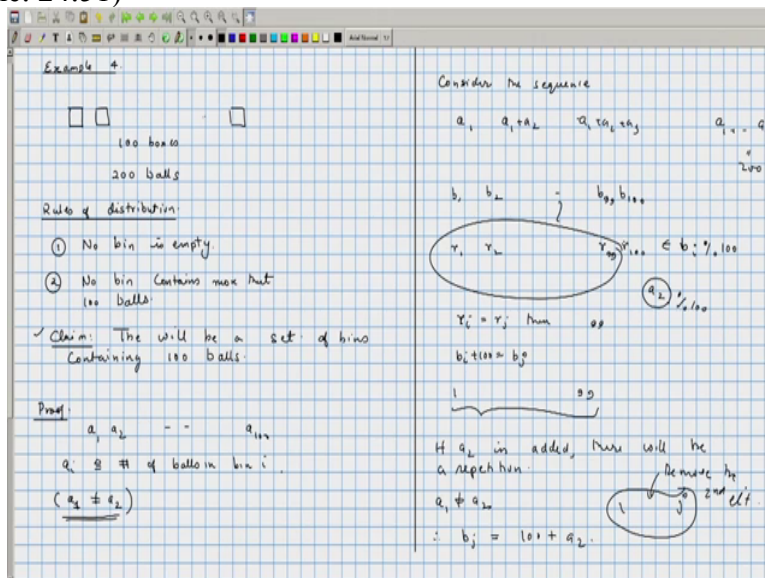 Example 4.
100 boxes
200 balls
Rules of distribution.
① No bin is empty.
② No bin contains more that
100 balls.
✓ Claim: The will be a set of bins
Containing 100 balls.
Proof.
a₁ a₂ - - a₁₀₀
aᵢ # of balls in bin i.
(a₁ ≠ a₂)
Consider the sequence
a₁ a₁+a₂ a₁+a₂+a₃
200
b₁ b₂ - b₉₉ b₁₀₀
r₁ r₂ r₉₉ r₁₀₀ ∈ bᵢ % 100
a₂ % 100
rᵢ = rⱼ then 99
bᵢ+100 = bⱼ
1 99
If a₂ is added, there will be
a repetition.
Remove the
2nd elt.
a₁ ≠ a₂
1 j
∴ bⱼ = 100 + a₂.